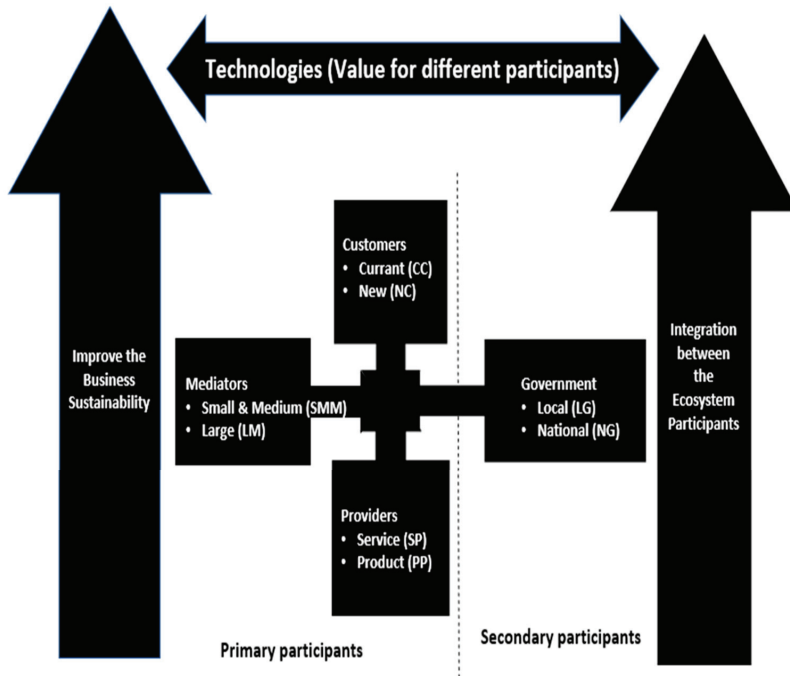 Technologies (Value for different participants)
Customers
• Currant (CC)
• New (NC)
Improve the
Business
Sustainability
Mediators
• Small & Medium (SMM)
• Large (LM)
Government
• Local (LG)
• National (NG)
Integration
between
the
Ecosystem
Participants
Providers
• Service (SP)
• Product (PP)
Primary participants
Secondary participants